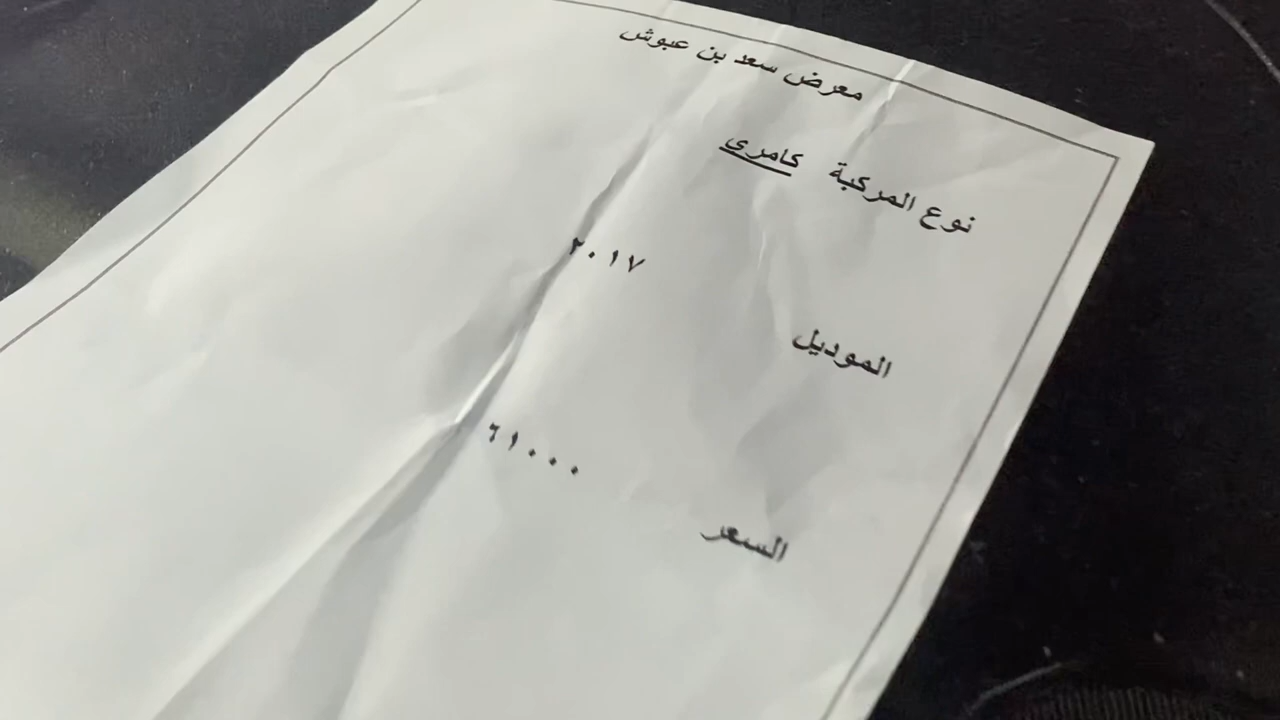 معرض سعد بن عبوش
نوع المركبة كامري
الموديل ٢٠١٧
السعر ٦١٠٠٠